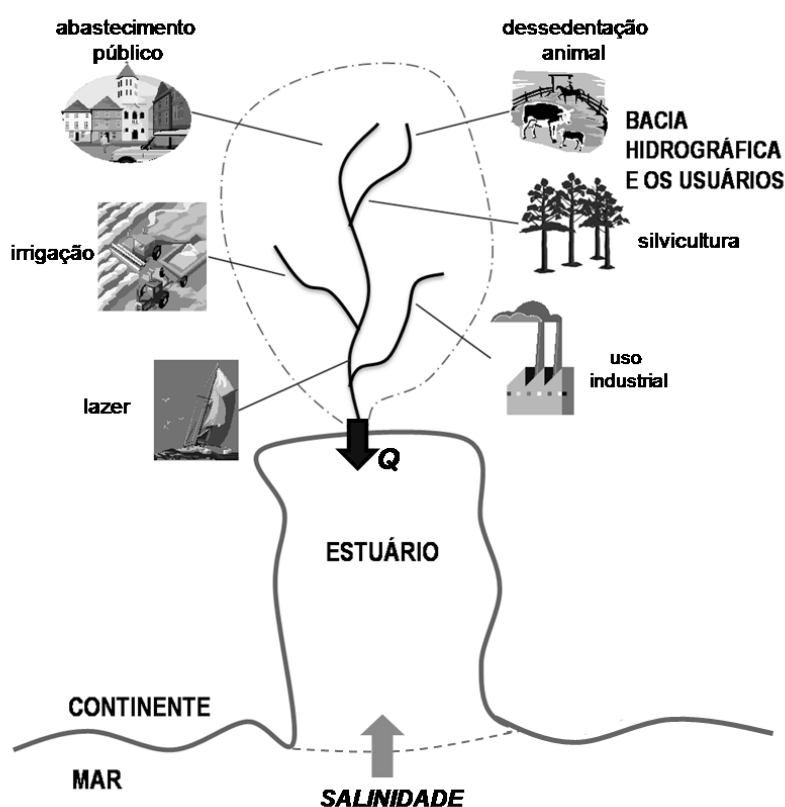 abastecimento
público
dessedentação
animal
BACIA
HIDROGRÁFICA
E OS USUÁRIOS
irrigação
silvicultura
uso
industrial
lazer
Q
ESTUÁRIO
CONTINENTE
MAR
SALINIDADE